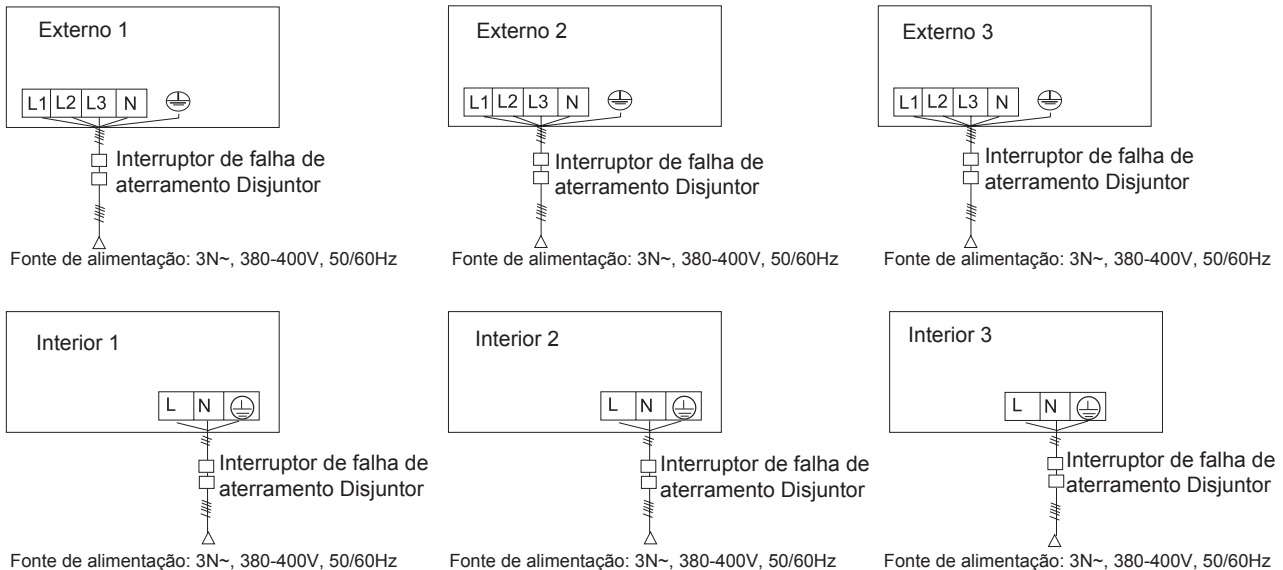 Externo 1
L1 L2 L3 N
Interruptor de falha de
aterramento Disjuntor
Fonte de alimentação: 3N~, 380-400V, 50/60Hz
Externo 2
L1 L2 L3 N
Interruptor de falha de
aterramento Disjuntor
Fonte de alimentação: 3N~, 380-400V, 50/60Hz
Externo 3
L1 L2 L3 N
Interruptor de falha de
aterramento Disjuntor
Fonte de alimentação: 3N~, 380-400V, 50/60Hz
Interior 1
L N
Interruptor de falha de
aterramento Disjuntor
Fonte de alimentação: 3N~, 380-400V, 50/60Hz
Interior 2
L N
Interruptor de falha de
aterramento Disjuntor
Fonte de alimentação: 3N~, 380-400V, 50/60Hz
Interior 3
L N
Interruptor de falha de
aterramento Disjuntor
Fonte de alimentação: 3N~, 380-400V, 50/60Hz